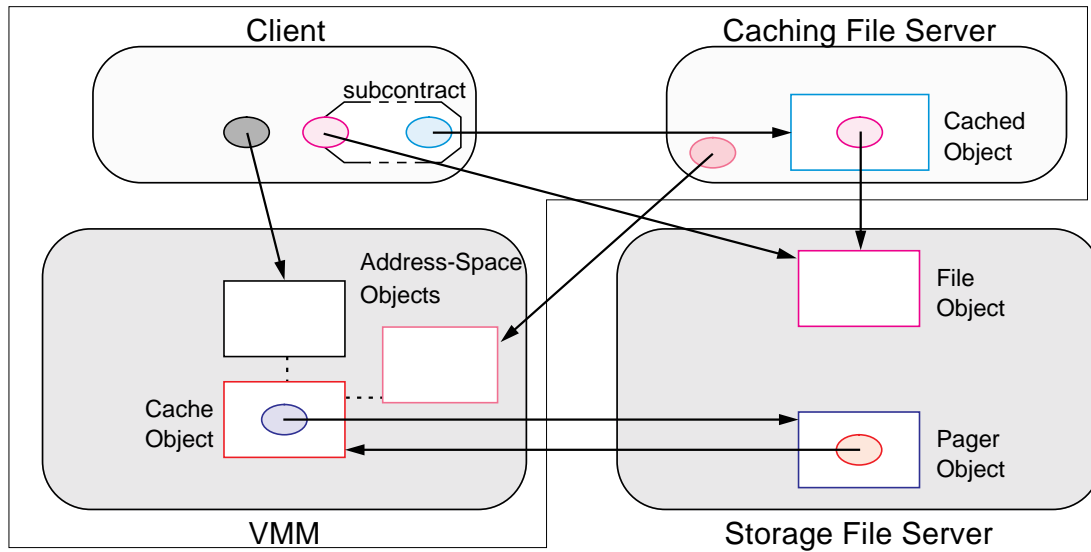 Client
Caching File Server
subcontract
Cached
Object
Address-Space
Objects
File
Object
Cache
Object
Pager
Object
VMM
Storage File Server